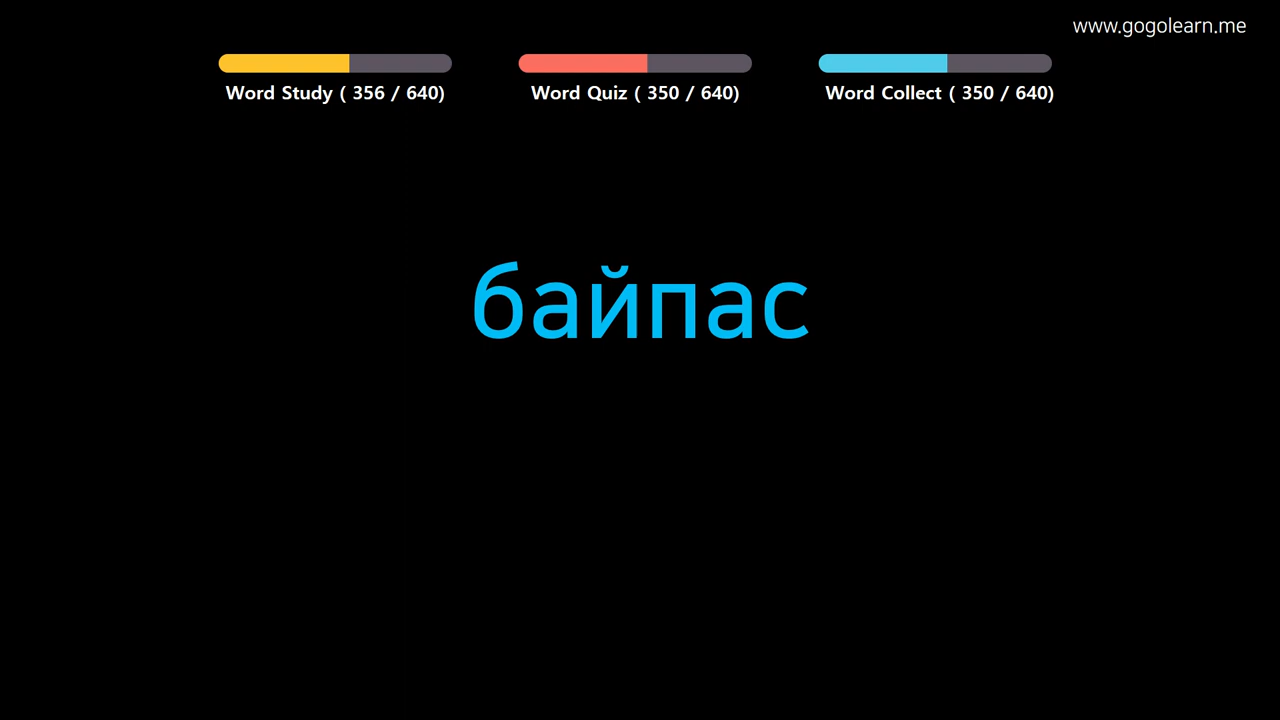 www.gogolearn.me
Word Study ( 356 / 640)
Word Quiz ( 350 / 640)
Word Collect ( 350 / 640)
байпас